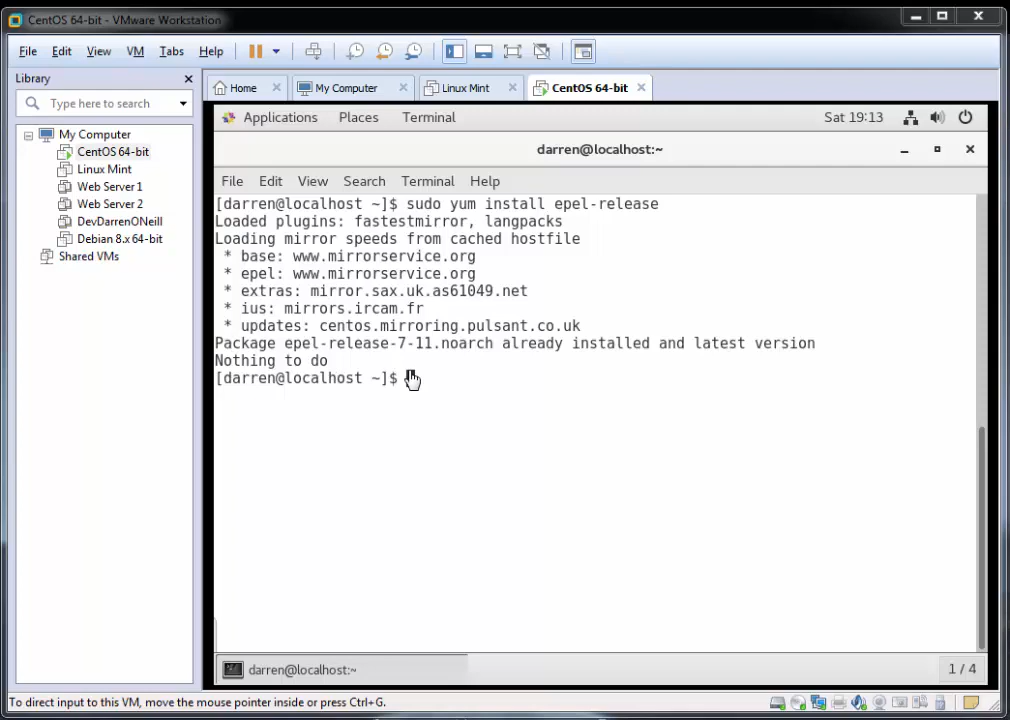 CentOS 64-bit - VMware Workstation
File Edit View VM Tabs Help
Library
Type here to search
My Computer
CentOS 64-bit
Linux Mint
Web Server 1
Web Server 2
DevDarrenONeill
Debian 8.x 64-bit
Shared VMs
Home My Computer Linux Mint CentOS 64-bit
Applications Places Terminal Sat 19:13
darren@localhost:~
File Edit View Search Terminal Help
[darren@localhost ~]$ sudo yum install epel-release
Loaded plugins: fastestmirror, langpacks
Loading mirror speeds from cached hostfile
* base: www.mirrorservice.org
* epel: www.mirrorservice.org
* extras: mirror.sax.uk.as61049.net
* ius: mirrors.ircam.fr
* updates: centos.mirroring.pulsant.co.uk
Package epel-release-7-11.noarch already installed and latest version
Nothing to do
[darren@localhost ~]$
darren@localhost:~ 1 / 4
To direct input to this VM, move the mouse pointer inside or press Ctrl+G.